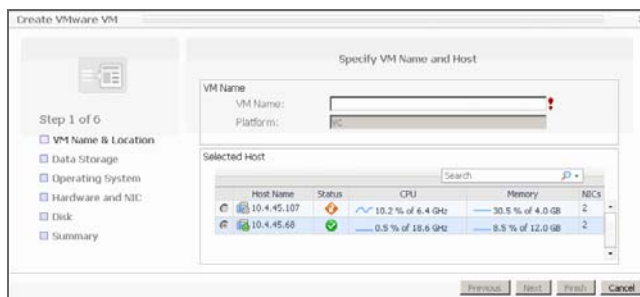 Create VMware VM
Specify VM Name and Host
Step 1 of 6
VM Name & Location
Data Storage
Operating System
Hardware and NIC
Disk
Summary
VM Name
VM Name:
Platform: VC
Selected Host
Search
Host Name Status CPU Memory NICs
10.4.45.107 10.2 % of 6.4 GHz 30.5 % of 4.0 GB 2
10.4.45.68 0.5 % of 18.6 GHz 8.5 % of 12.0 GB 2
Previous Next Finish Cancel